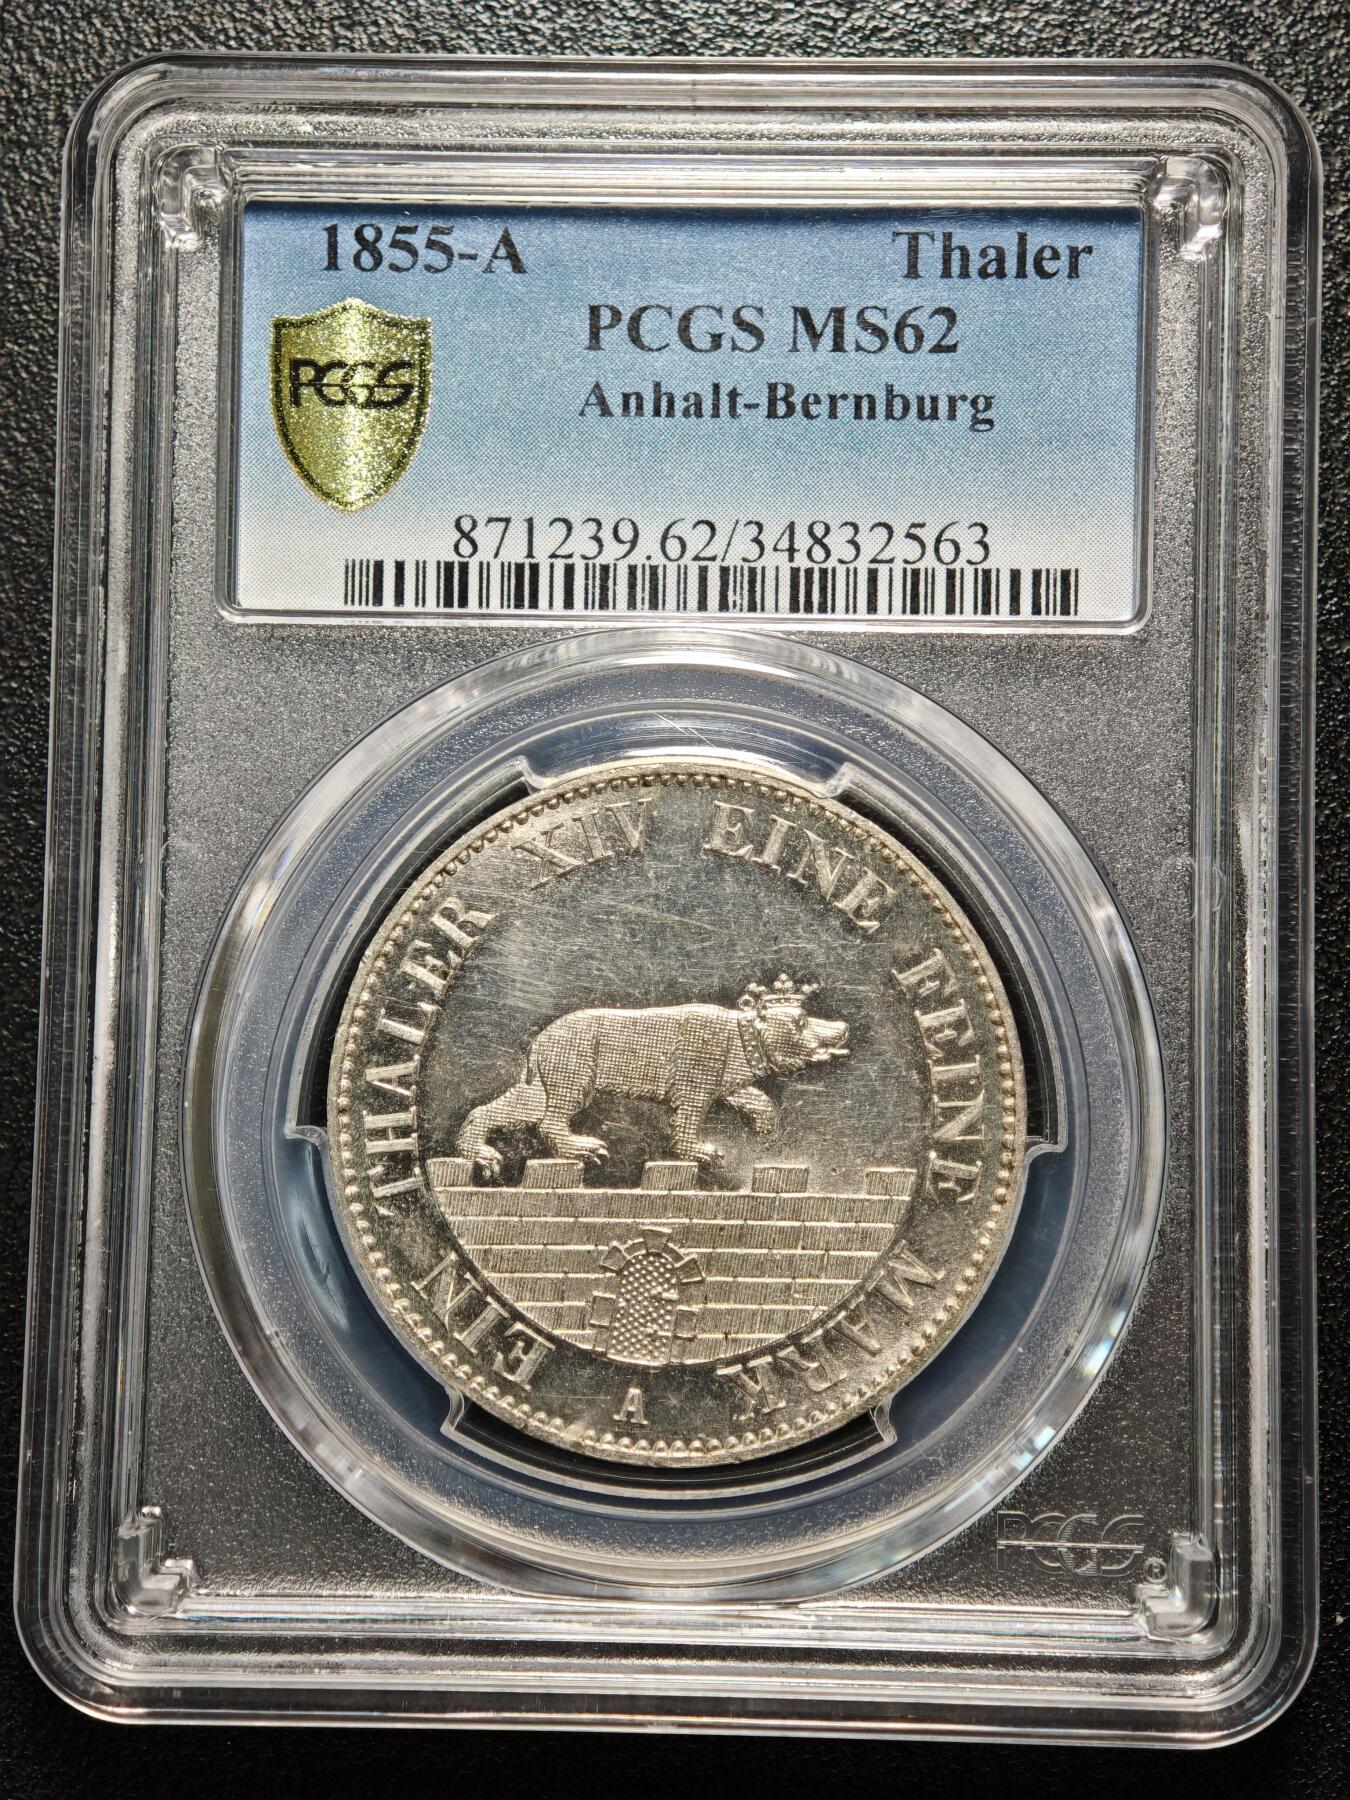 1855-A Thaler
PCGS MS62
PCGS
Anhalt-Bernburg
871239.62/34832563
EIN THALER XIV EINE FEINE MARK
A
PCGS ®